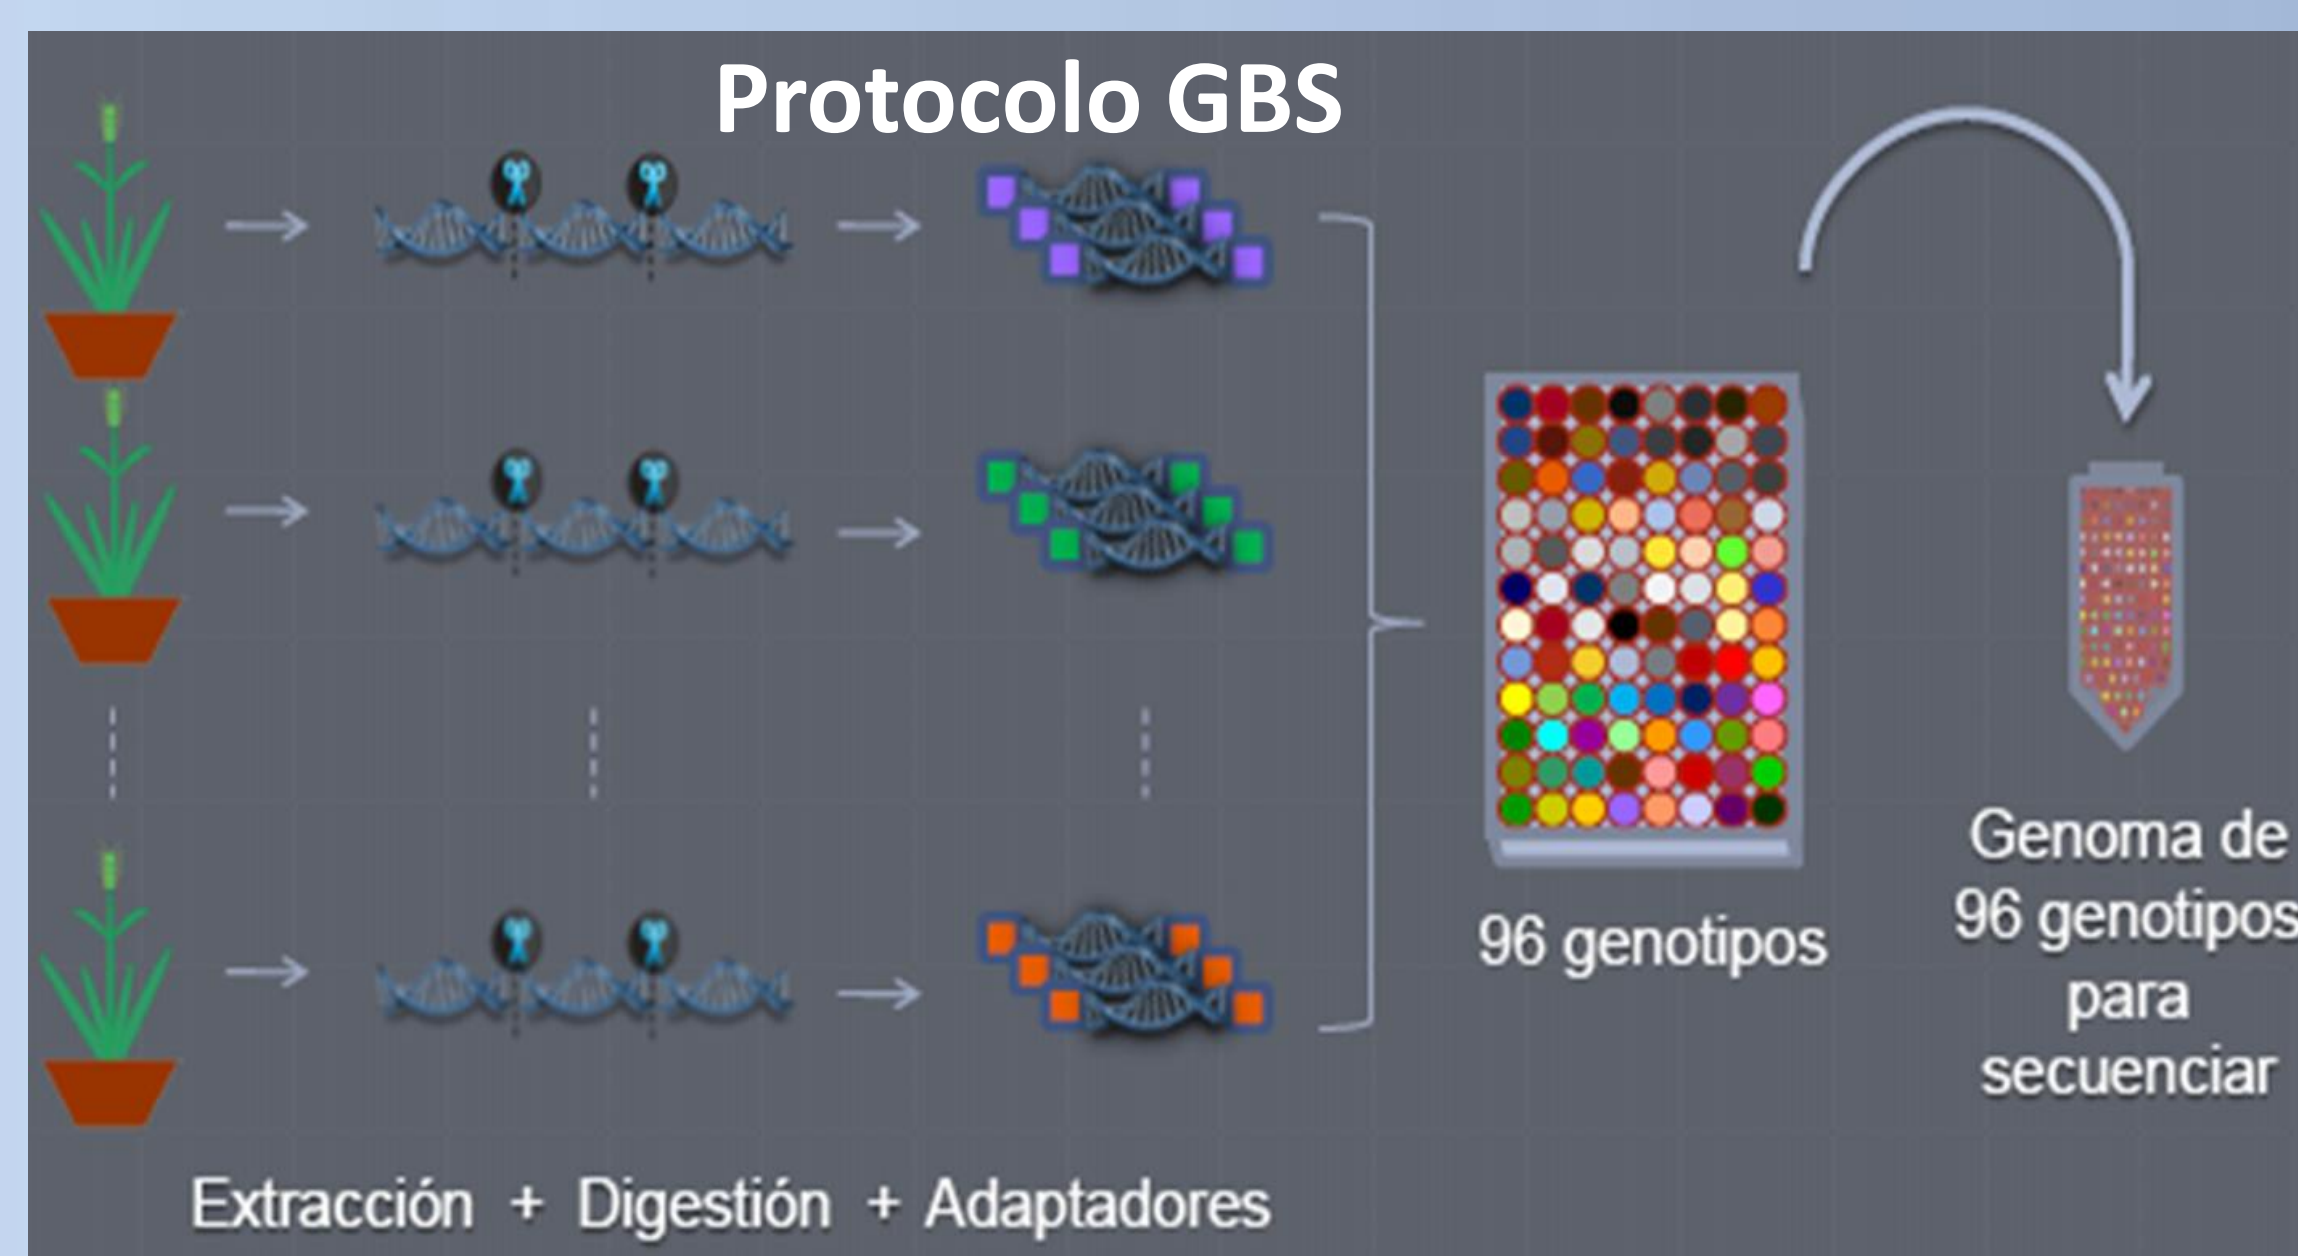 Protocolo GBS
96 genotipos
Genoma de
96 genotipos
para
secuenciar
Extracción + Digestión + Adaptadores